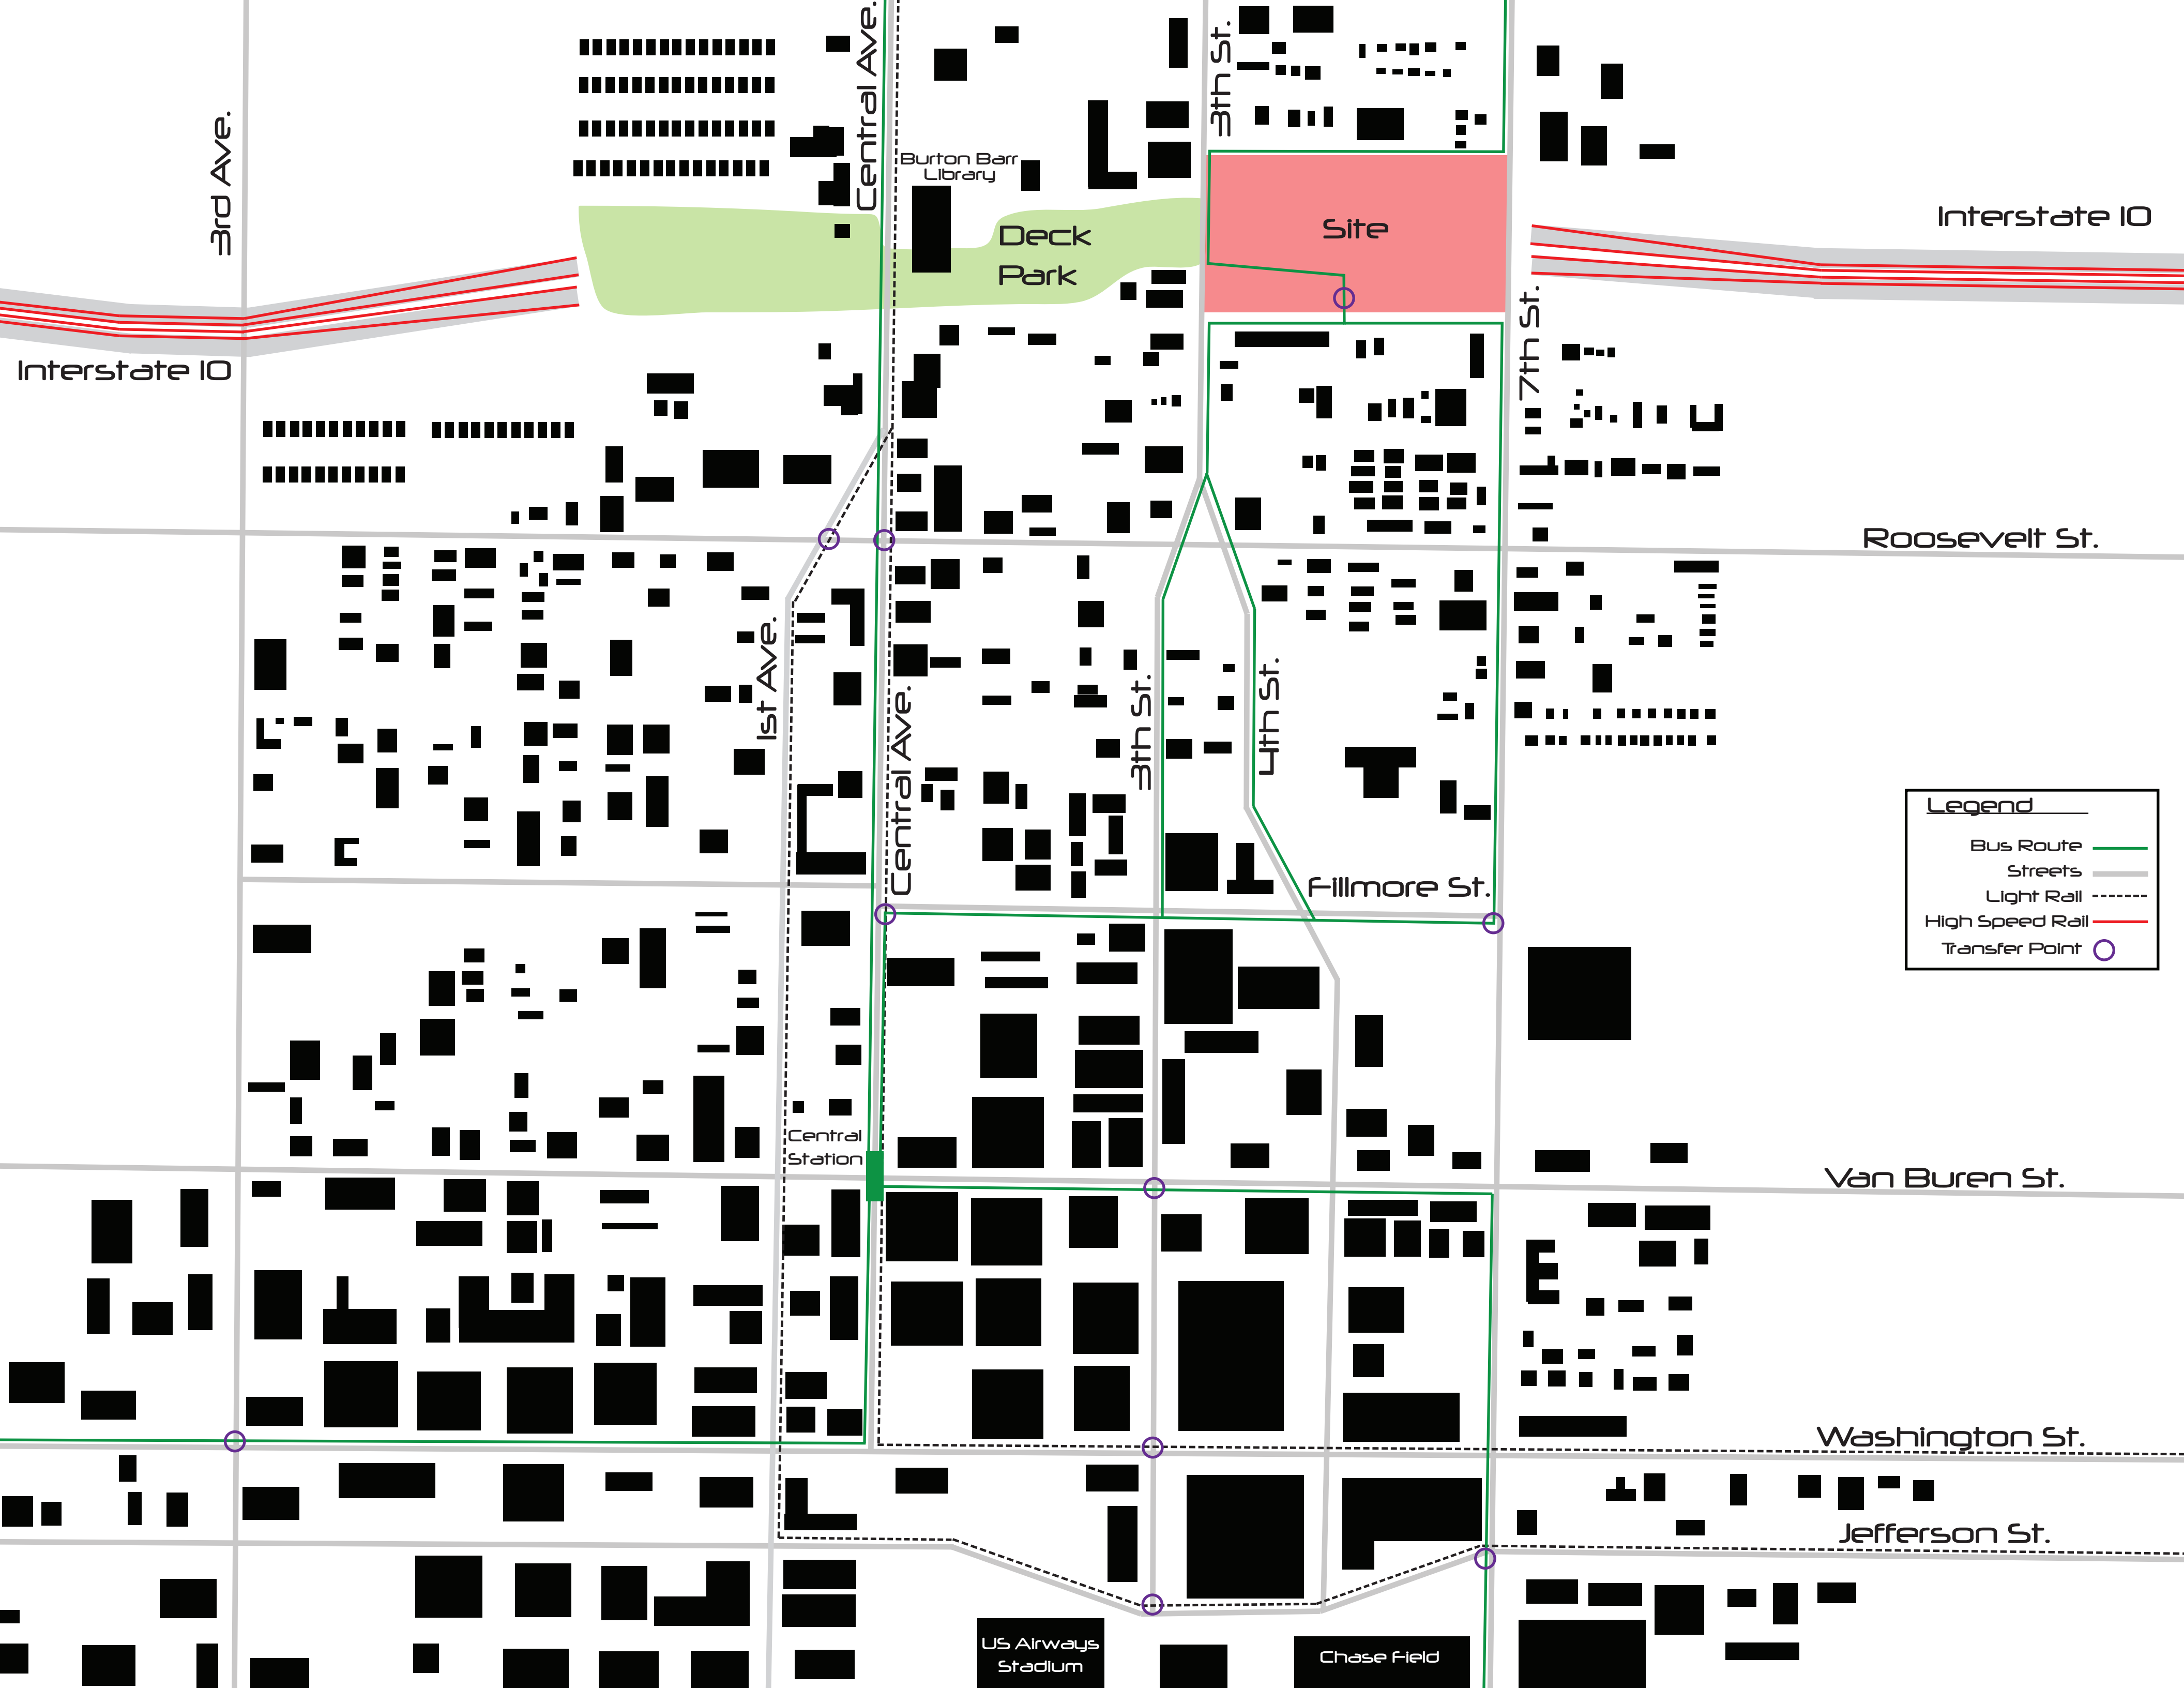 Central Ave.
3th St.
3rd Ave.
Burton Barr
Library
Deck
Park
Site
Interstate 10
Interstate 10
7th St.
Roosevelt St.
1st Ave.
Central Ave.
3th St.
4th St.
Legend
Bus Route
Streets
Light Rail
High Speed Rail
Transfer Point
Fillmore St.
Central
Station
Van Buren St.
Washington St.
Jefferson St.
US Airways
Stadium
Chase Field